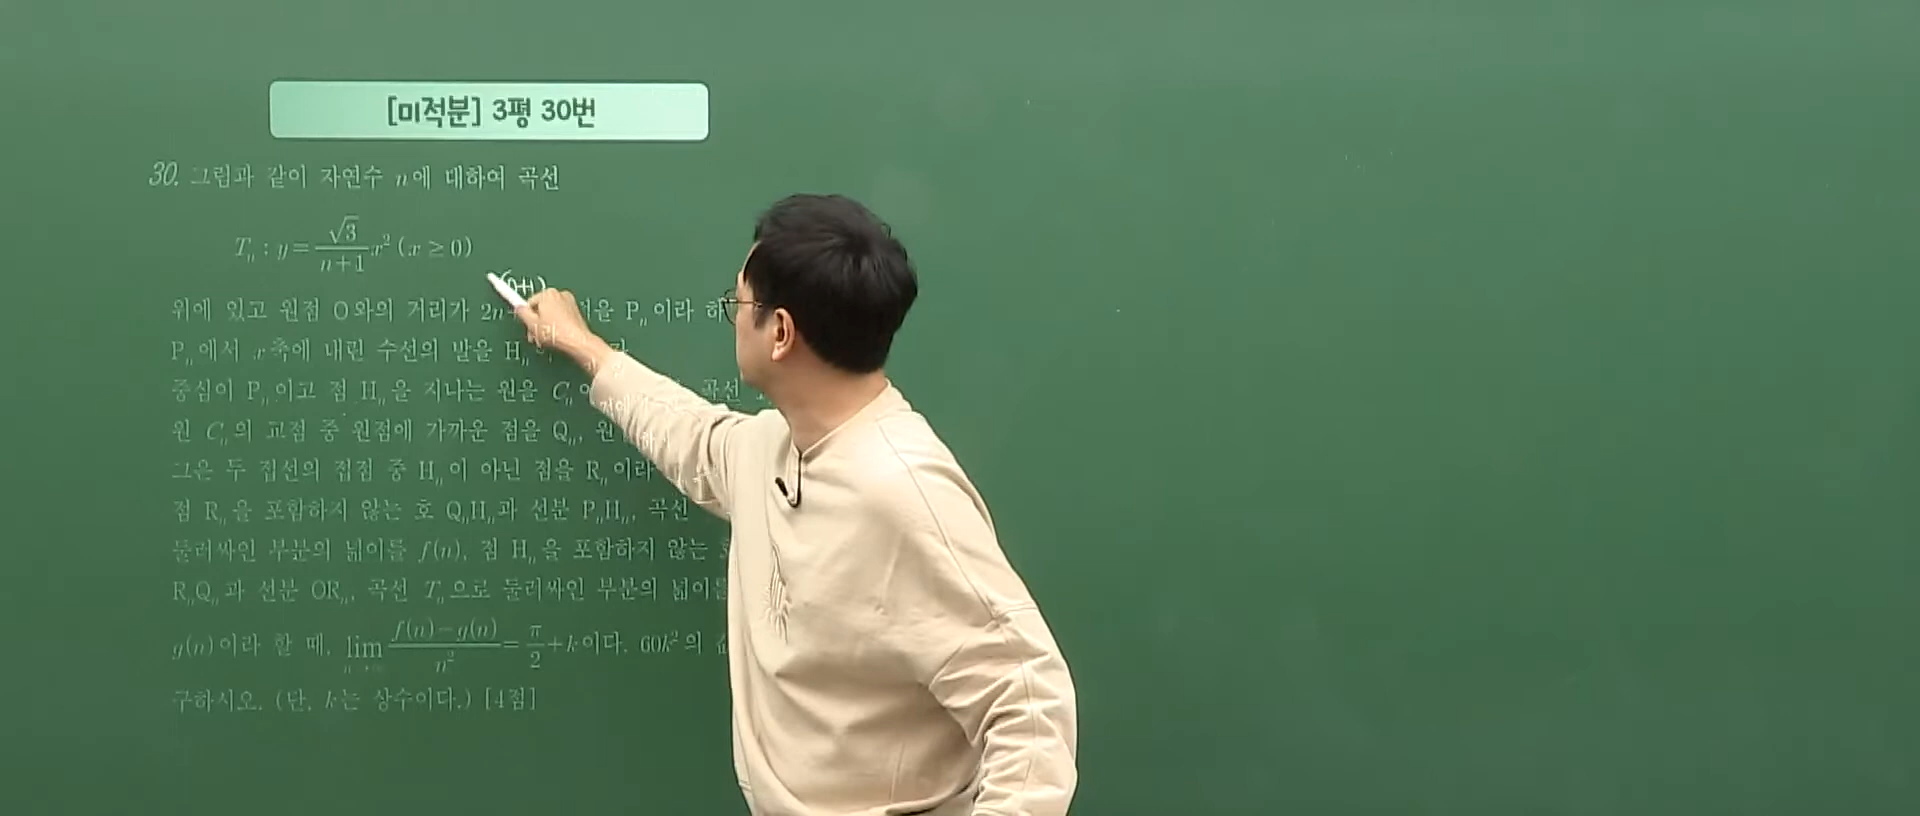 [미적분] 3평 30번
30. 그림과 같이 자연수 n에 대하여 곡선
Tₙ : y = √3/(n+1) x² (x ≥ 0)
위에 있고 원점 O와의 거리가 2n 점을 Pₙ이라 하
Pₙ에서 x축에 내린 수선의 발을 Hₙ
중심이 Pₙ이고 점 Hₙ을 지나는 원을 Cₙ 곡선
원 Cₙ의 교점 중 원점에 가까운 점을 Qₙ, 원
그은 두 접선의 접점 중 Hₙ이 아닌 점을 Rₙ이라
점 Rₙ을 포함하지 않는 호 QₙHₙ과 선분 PₙHₙ, 곡선
둘러싸인 부분의 넓이를 f(n), 점 Hₙ을 포함하지 않는
RₙQₙ과 선분 ORₙ, 곡선 Tₙ으로 둘러싸인 부분의 넓이를
g(n)이라 할 때, lim (f(n)−g(n))/n² = π/2 + k이다. 60k²의
구하시오. (단, k는 상수이다.) [4점]